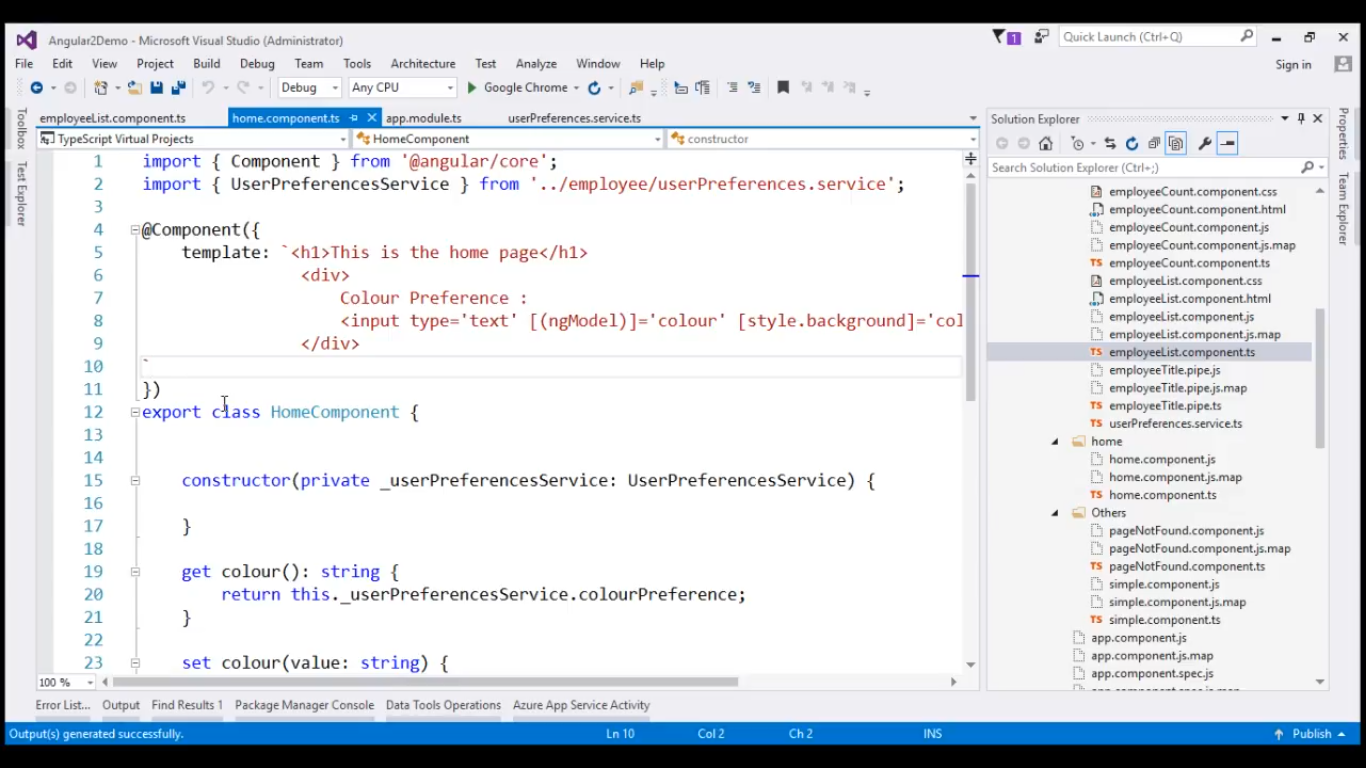 Angular2Demo - Microsoft Visual Studio (Administrator)
1
Quick Launch (Ctrl+Q)
File Edit View Project Build Debug Team Tools Architecture Test Analyze Window Help
Sign in
Debug Any CPU Google Chrome
Toolbox
Test Explorer
employeeList.component.ts home.component.ts app.module.ts userPreferences.service.ts
TypeScript Virtual Projects HomeComponent constructor
1 import { Component } from '@angular/core';
2 import { UserPreferencesService } from '../employee/userPreferences.service';
3
4 @Component({
5 template: `<h1>This is the home page</h1>
6 <div>
7 Colour Preference :
8 <input type='text' [(ngModel)]='colour' [style.background]='col
9 </div>
10 `
11 })
12 export class HomeComponent {
13
14
15 constructor(private _userPreferencesService: UserPreferencesService) {
16
17 }
18
19 get colour(): string {
20 return this._userPreferencesService.colourPreference;
21 }
22
23 set colour(value: string) {
100 %
Solution Explorer
Search Solution Explorer (Ctrl+;)
employeeCount.component.css
employeeCount.component.html
employeeCount.component.js
employeeCount.component.js.map
TS employeeCount.component.ts
employeeList.component.css
employeeList.component.html
employeeList.component.js
employeeList.component.js.map
TS employeeList.component.ts
employeeTitle.pipe.js
employeeTitle.pipe.js.map
TS employeeTitle.pipe.ts
TS userPreferences.service.ts
home
home.component.js
home.component.js.map
TS home.component.ts
Others
pageNotFound.component.js
pageNotFound.component.js.map
TS pageNotFound.component.ts
simple.component.js
simple.component.js.map
TS simple.component.ts
app.component.js
app.component.js.map
app.component.spec.js
Properties
Team Explorer
Error List... Output Find Results 1 Package Manager Console Data Tools Operations Azure App Service Activity
Output(s) generated successfully. Ln 10 Col 2 Ch 2 INS Publish